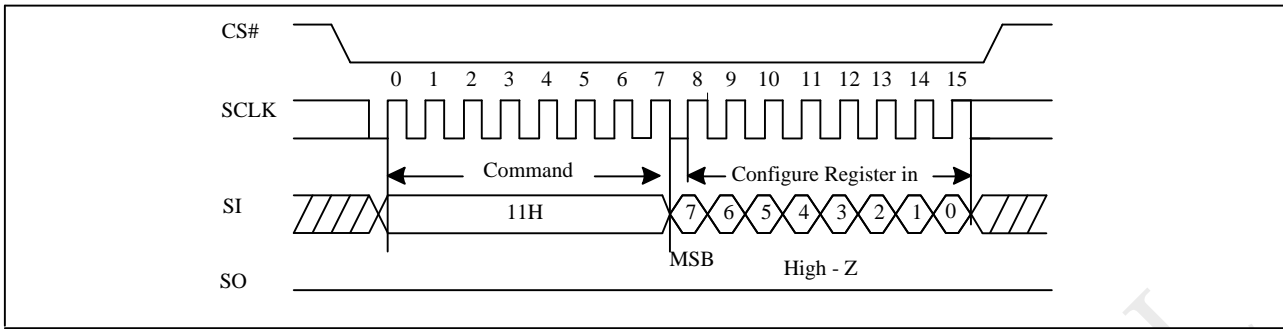 CS#
0 1 2 3 4 5 6 7 8 9 10 11 12 13 14 15
SCLK
Command Configure Register in
SI 11H 7 6 5 4 3 2 1 0
MSB High - Z
SO